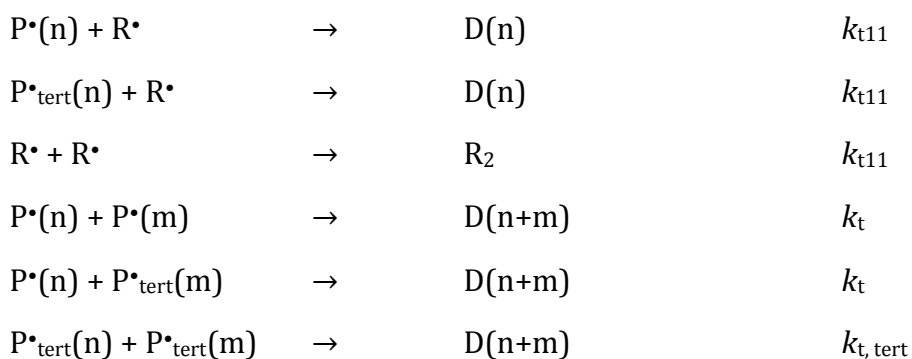 P•(n) + R• → D(n) kt11
P•tert(n) + R• → D(n) kt11
R• + R• → R2 kt11
P•(n) + P•(m) → D(n+m) kt
P•(n) + P•tert(m) → D(n+m) kt
P•tert(n) + P•tert(m) → D(n+m) kt, tert